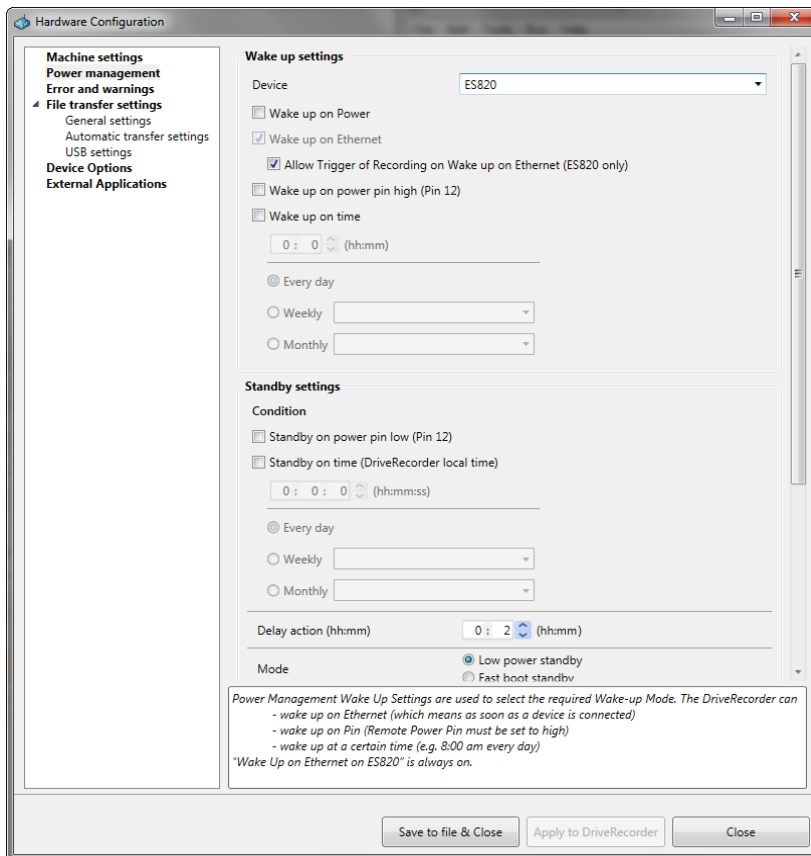 Hardware Configuration
Machine settings
Power management
Error and warnings
File transfer settings
General settings
Automatic transfer settings
USB settings
Device Options
External Applications
Wake up settings
Device ES820
Wake up on Power
Wake up on Ethernet
Allow Trigger of Recording on Wake up on Ethernet (ES820 only)
Wake up on power pin high (Pin 12)
Wake up on time
0 : 0 (hh:mm)
Every day
Weekly
Monthly
Standby settings
Condition
Standby on power pin low (Pin 12)
Standby on time (DriveRecorder local time)
0 : 0 : 0 (hh:mm:ss)
Every day
Weekly
Monthly
Delay action (hh:mm) 0 : 2 (hh:mm)
Mode Low power standby
Fast boot standby
Power Management Wake Up Settings are used to select the required Wake-up Mode. The DriveRecorder can
- wake up on Ethernet (which means as soon as a device is connected)
- wake up on Pin (Remote Power Pin must be set to high)
- wake up at a certain time (e.g. 8:00 am every day)
"Wake Up on Ethernet on ES820" is always on.
Save to file & Close Apply to DriveRecorder Close